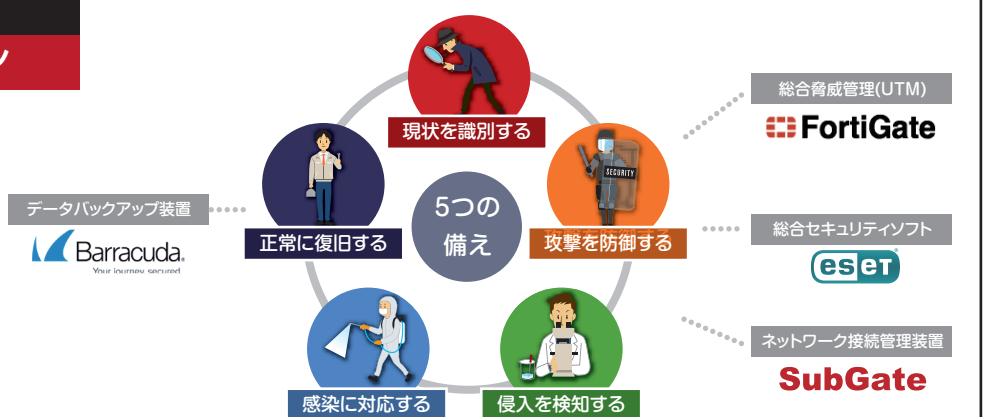 ン
現状を識別する
総合脅威管理(UTM)
FortiGate
SECURITY
データバックアップ装置
Barracuda.
Your journey, secured.
正常に復旧する
5つの
備え
攻撃を防御する
総合セキュリティソフト
eset
ネットワーク接続管理装置
SubGate
感染に対応する
侵入を検知する